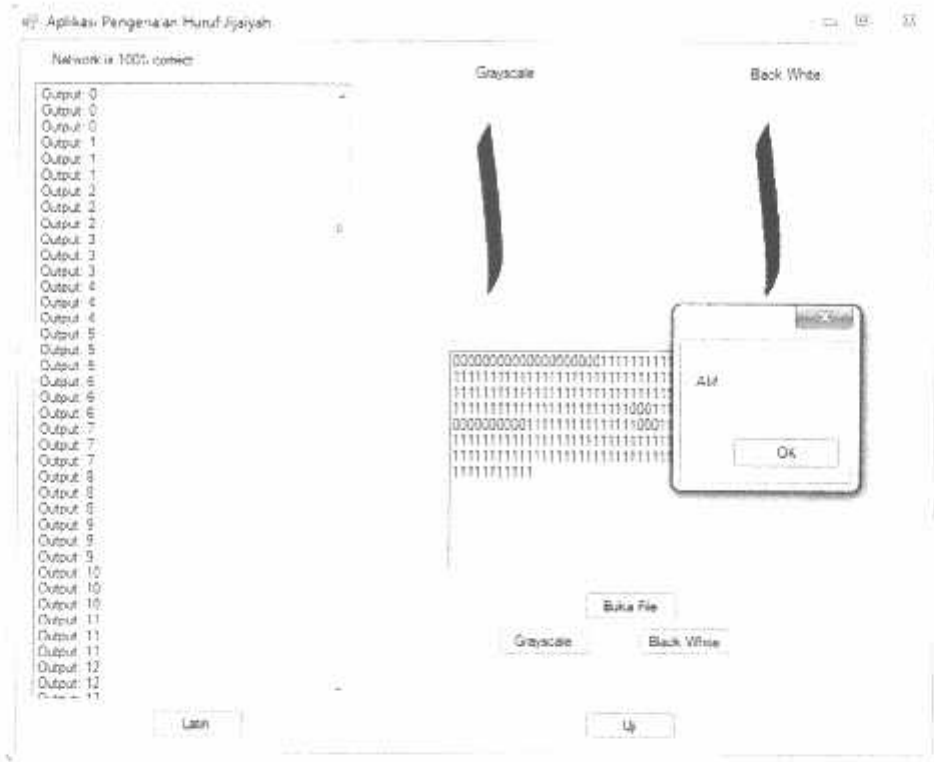 Aplikasi Pengenalan Huruf Jijaiyah
Network is 100% correct
Output: 0
Output: 0
Output: 0
Output: 1
Output: 1
Output: 1
Output: 2
Output: 2
Output: 2
Output: 3
Output: 3
Output: 3
Output: 4
Output: 4
Output: 4
Output: 5
Output: 5
Output: 5
Output: 6
Output: 6
Output: 6
Output: 7
Output: 7
Output: 7
Output: 8
Output: 8
Output: 8
Output: 9
Output: 9
Output: 9
Output: 10
Output: 10
Output: 10
Output: 11
Output: 11
Output: 11
Output: 12
Output: 12
Latih
Grayscale
Black White
Alif
OK
Buka File
Grayscale
Black White
Uji